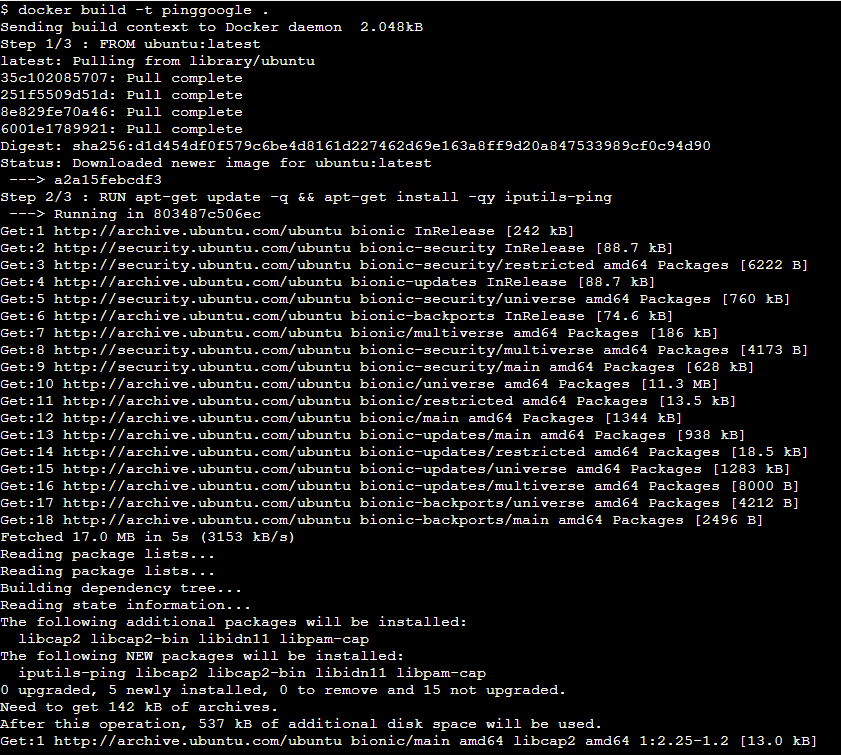 $ docker build -t pinggoogle .
Sending build context to Docker daemon  2.048kB
Step 1/3 : FROM ubuntu:latest
latest: Pulling from library/ubuntu
35c102085707: Pull complete
251f5509d51d: Pull complete
8e829fe70a46: Pull complete
6001e1789921: Pull complete
Digest: sha256:d1d454df0f579c6be4d8161d227462d69e163a8ff9d20a847533989cf0c94d90
Status: Downloaded newer image for ubuntu:latest
 ---> a2a15febcdf3
Step 2/3 : RUN apt-get update -q && apt-get install -qy iputils-ping
 ---> Running in 803487c506ec
Get:1 http://archive.ubuntu.com/ubuntu bionic InRelease [242 kB]
Get:2 http://security.ubuntu.com/ubuntu bionic-security InRelease [88.7 kB]
Get:3 http://security.ubuntu.com/ubuntu bionic-security/restricted amd64 Packages [6222 B]
Get:4 http://archive.ubuntu.com/ubuntu bionic-updates InRelease [88.7 kB]
Get:5 http://security.ubuntu.com/ubuntu bionic-security/universe amd64 Packages [760 kB]
Get:6 http://archive.ubuntu.com/ubuntu bionic-backports InRelease [74.6 kB]
Get:7 http://archive.ubuntu.com/ubuntu bionic/multiverse amd64 Packages [186 kB]
Get:8 http://security.ubuntu.com/ubuntu bionic-security/multiverse amd64 Packages [4173 B]
Get:9 http://security.ubuntu.com/ubuntu bionic-security/main amd64 Packages [628 kB]
Get:10 http://archive.ubuntu.com/ubuntu bionic/universe amd64 Packages [11.3 MB]
Get:11 http://archive.ubuntu.com/ubuntu bionic/restricted amd64 Packages [13.5 kB]
Get:12 http://archive.ubuntu.com/ubuntu bionic/main amd64 Packages [1344 kB]
Get:13 http://archive.ubuntu.com/ubuntu bionic-updates/main amd64 Packages [938 kB]
Get:14 http://archive.ubuntu.com/ubuntu bionic-updates/restricted amd64 Packages [18.5 kB]
Get:15 http://archive.ubuntu.com/ubuntu bionic-updates/universe amd64 Packages [1283 kB]
Get:16 http://archive.ubuntu.com/ubuntu bionic-updates/multiverse amd64 Packages [8000 B]
Get:17 http://archive.ubuntu.com/ubuntu bionic-backports/universe amd64 Packages [4212 B]
Get:18 http://archive.ubuntu.com/ubuntu bionic-backports/main amd64 Packages [2496 B]
Fetched 17.0 MB in 5s (3153 kB/s)
Reading package lists...
Reading package lists...
Building dependency tree...
Reading state information...
The following additional packages will be installed:
  libcap2 libcap2-bin libidn11 libpam-cap
The following NEW packages will be installed:
  iputils-ping libcap2 libcap2-bin libidn11 libpam-cap
0 upgraded, 5 newly installed, 0 to remove and 15 not upgraded.
Need to get 142 kB of archives.
After this operation, 537 kB of additional disk space will be used.
Get:1 http://archive.ubuntu.com/ubuntu bionic/main amd64 libcap2 amd64 1:2.25-1.2 [13.0 kB]